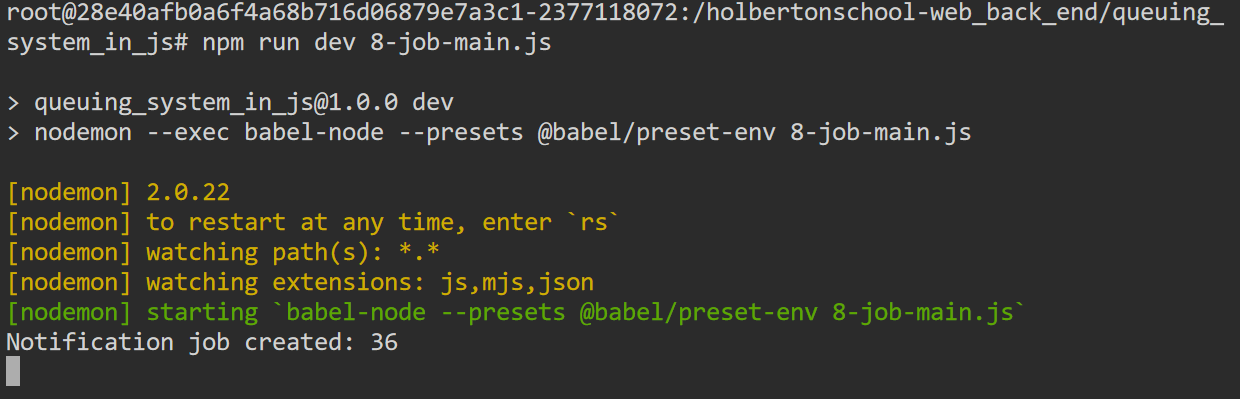 root@28e40afb0a6f4a68b716d06879e7a3c1-2377118072:/holbertonschool-web_back_end/queuing_
system_in_js# npm run dev 8-job-main.js
> queuing_system_in_js@1.0.0 dev
> nodemon --exec babel-node --presets @babel/preset-env 8-job-main.js
[nodemon] 2.0.22
[nodemon] to restart at any time, enter `rs`
[nodemon] watching path(s): *.*
[nodemon] watching extensions: js,mjs,json
[nodemon] starting `babel-node --presets @babel/preset-env 8-job-main.js`
Notification job created: 36